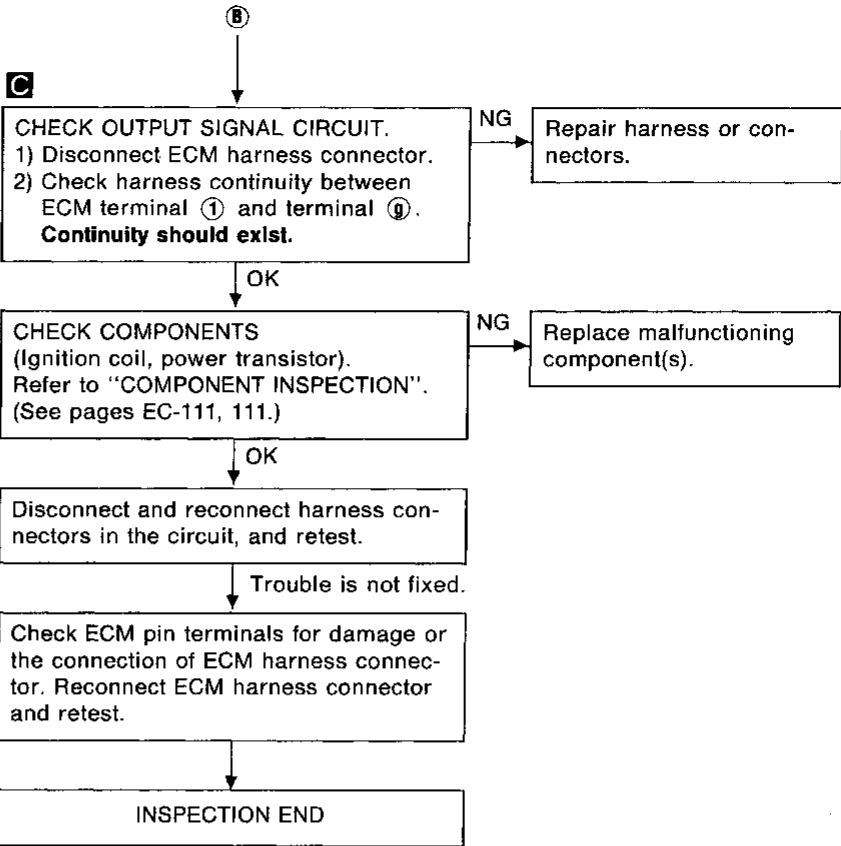 Ⓑ
C
CHECK OUTPUT SIGNAL CIRCUIT.
1) Disconnect ECM harness connector.
2) Check harness continuity between
ECM terminal ① and terminal ⓖ.
Continuity should exist.
NG
Repair harness or con-
nectors.
OK
CHECK COMPONENTS
(Ignition coil, power transistor).
Refer to "COMPONENT INSPECTION".
(See pages EC-111, 111.)
NG
Replace malfunctioning
component(s).
OK
Disconnect and reconnect harness con-
nectors in the circuit, and retest.
Trouble is not fixed.
Check ECM pin terminals for damage or
the connection of ECM harness connec-
tor. Reconnect ECM harness connector
and retest.
INSPECTION END